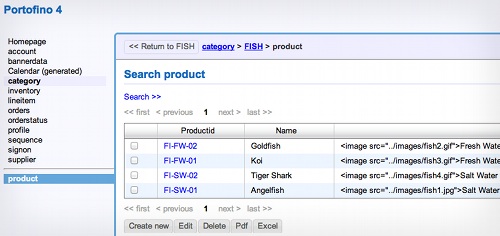 Portofino 4
Homepage
account
bannerdata
Calendar (generated)
category
inventory
lineitem
orders
orderstatus
profile
sequence
signon
supplier
product
<< Return to FISH category > FISH > product
Search product
Search >>
<< first < previous 1 next > last >>
Productid Name
FI-FW-02 Goldfish <image src="../images/fish2.gif">Fresh Water
FI-FW-01 Koi <image src="../images/fish3.gif">Fresh Water
FI-SW-02 Tiger Shark <image src="../images/fish4.gif">Salt Water
FI-SW-01 Angelfish <image src="../images/fish1.jpg">Salt Water
<< first < previous 1 next > last >>
Create new Edit Delete Pdf Excel